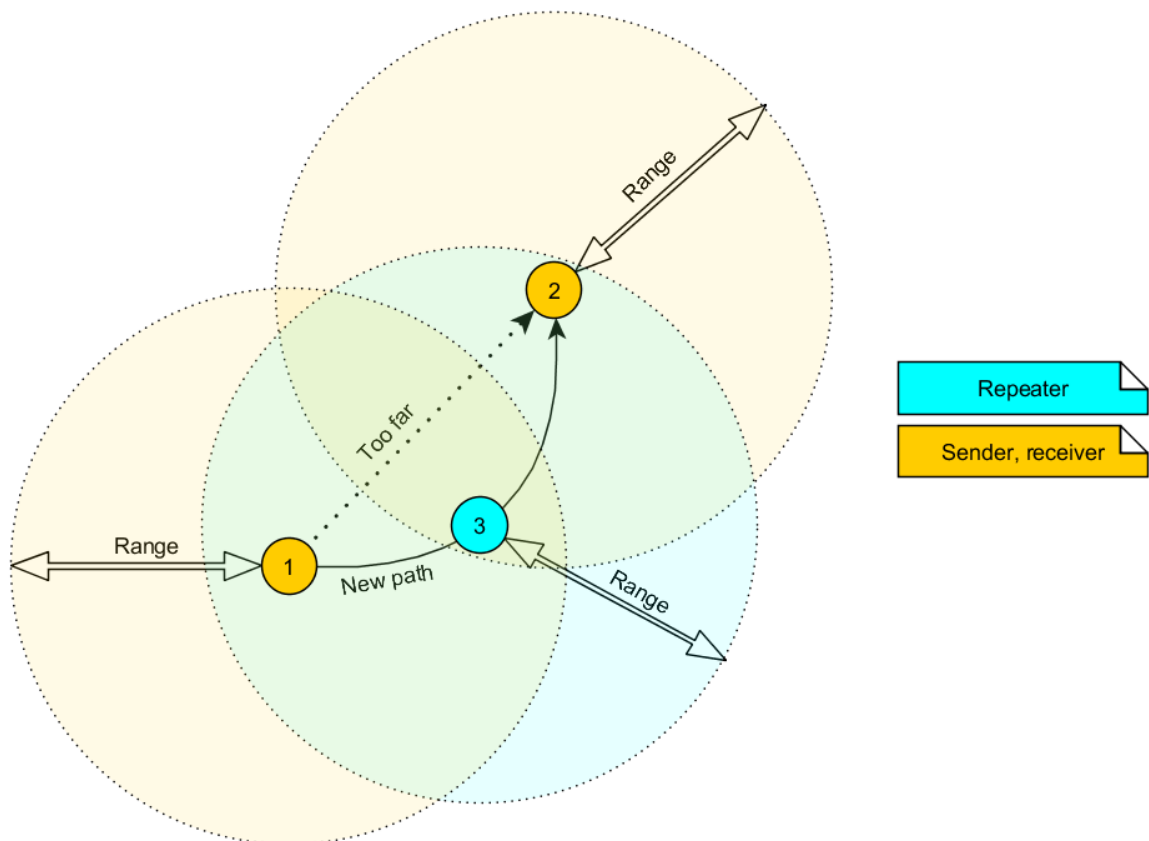 Range
2
Too far
Repeater
Sender, receiver
3
Range
1
New path
Range